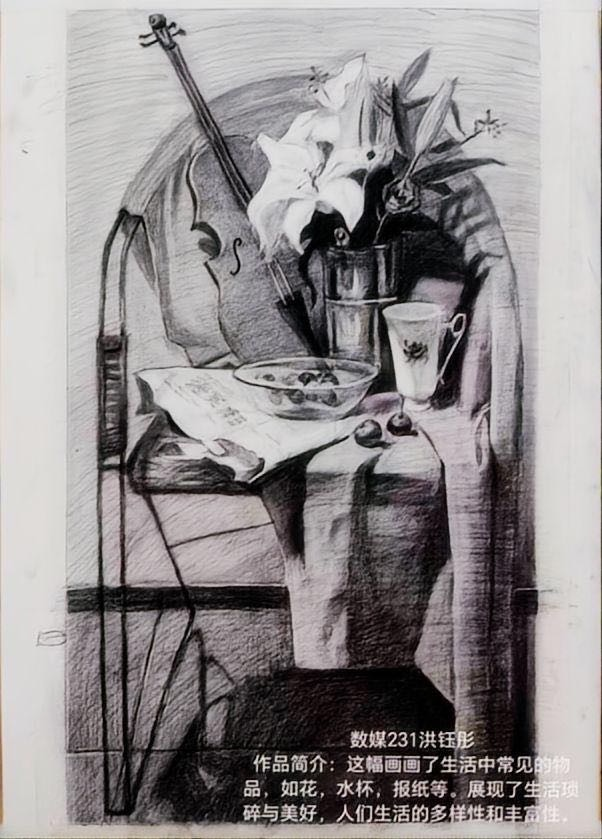 数媒231洪钰彤
作品简介：这幅画画了生活中常见的物
品，如花，水杯，报纸等。展现了生活琐
碎与美好，人们生活的多样性和丰富性。